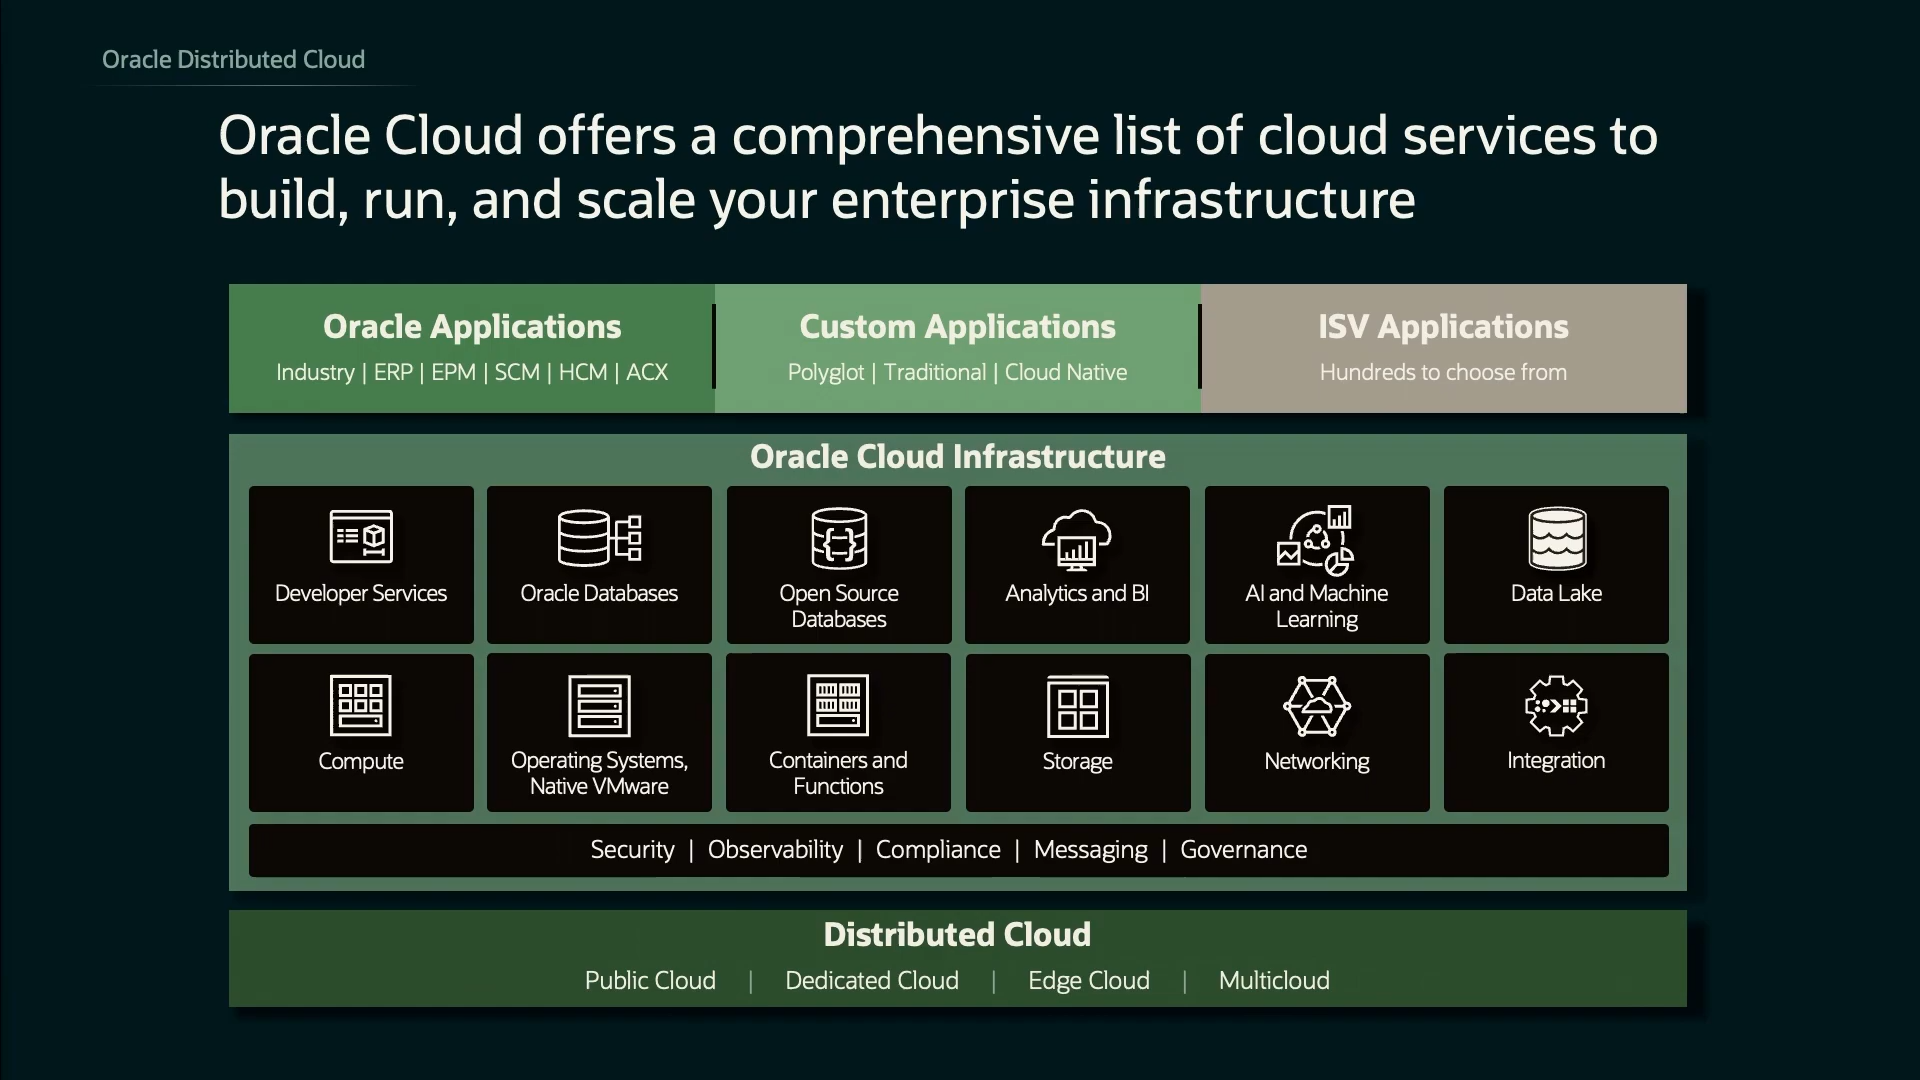 Oracle Distributed Cloud
Oracle Cloud offers a comprehensive list of cloud services to
build, run, and scale your enterprise infrastructure
Oracle Applications
Industry | ERP | EPM | SCM | HCM | ACX
Custom Applications
Polyglot | Traditional | Cloud Native
ISV Applications
Hundreds to choose from
Oracle Cloud Infrastructure
Developer Services
Oracle Databases
Open Source
Databases
Analytics and BI
AI and Machine
Learning
Data Lake
Compute
Operating Systems,
Native VMware
Containers and
Functions
Storage
Networking
Integration
Security | Observability | Compliance | Messaging | Governance
Distributed Cloud
Public Cloud | Dedicated Cloud | Edge Cloud | Multicloud